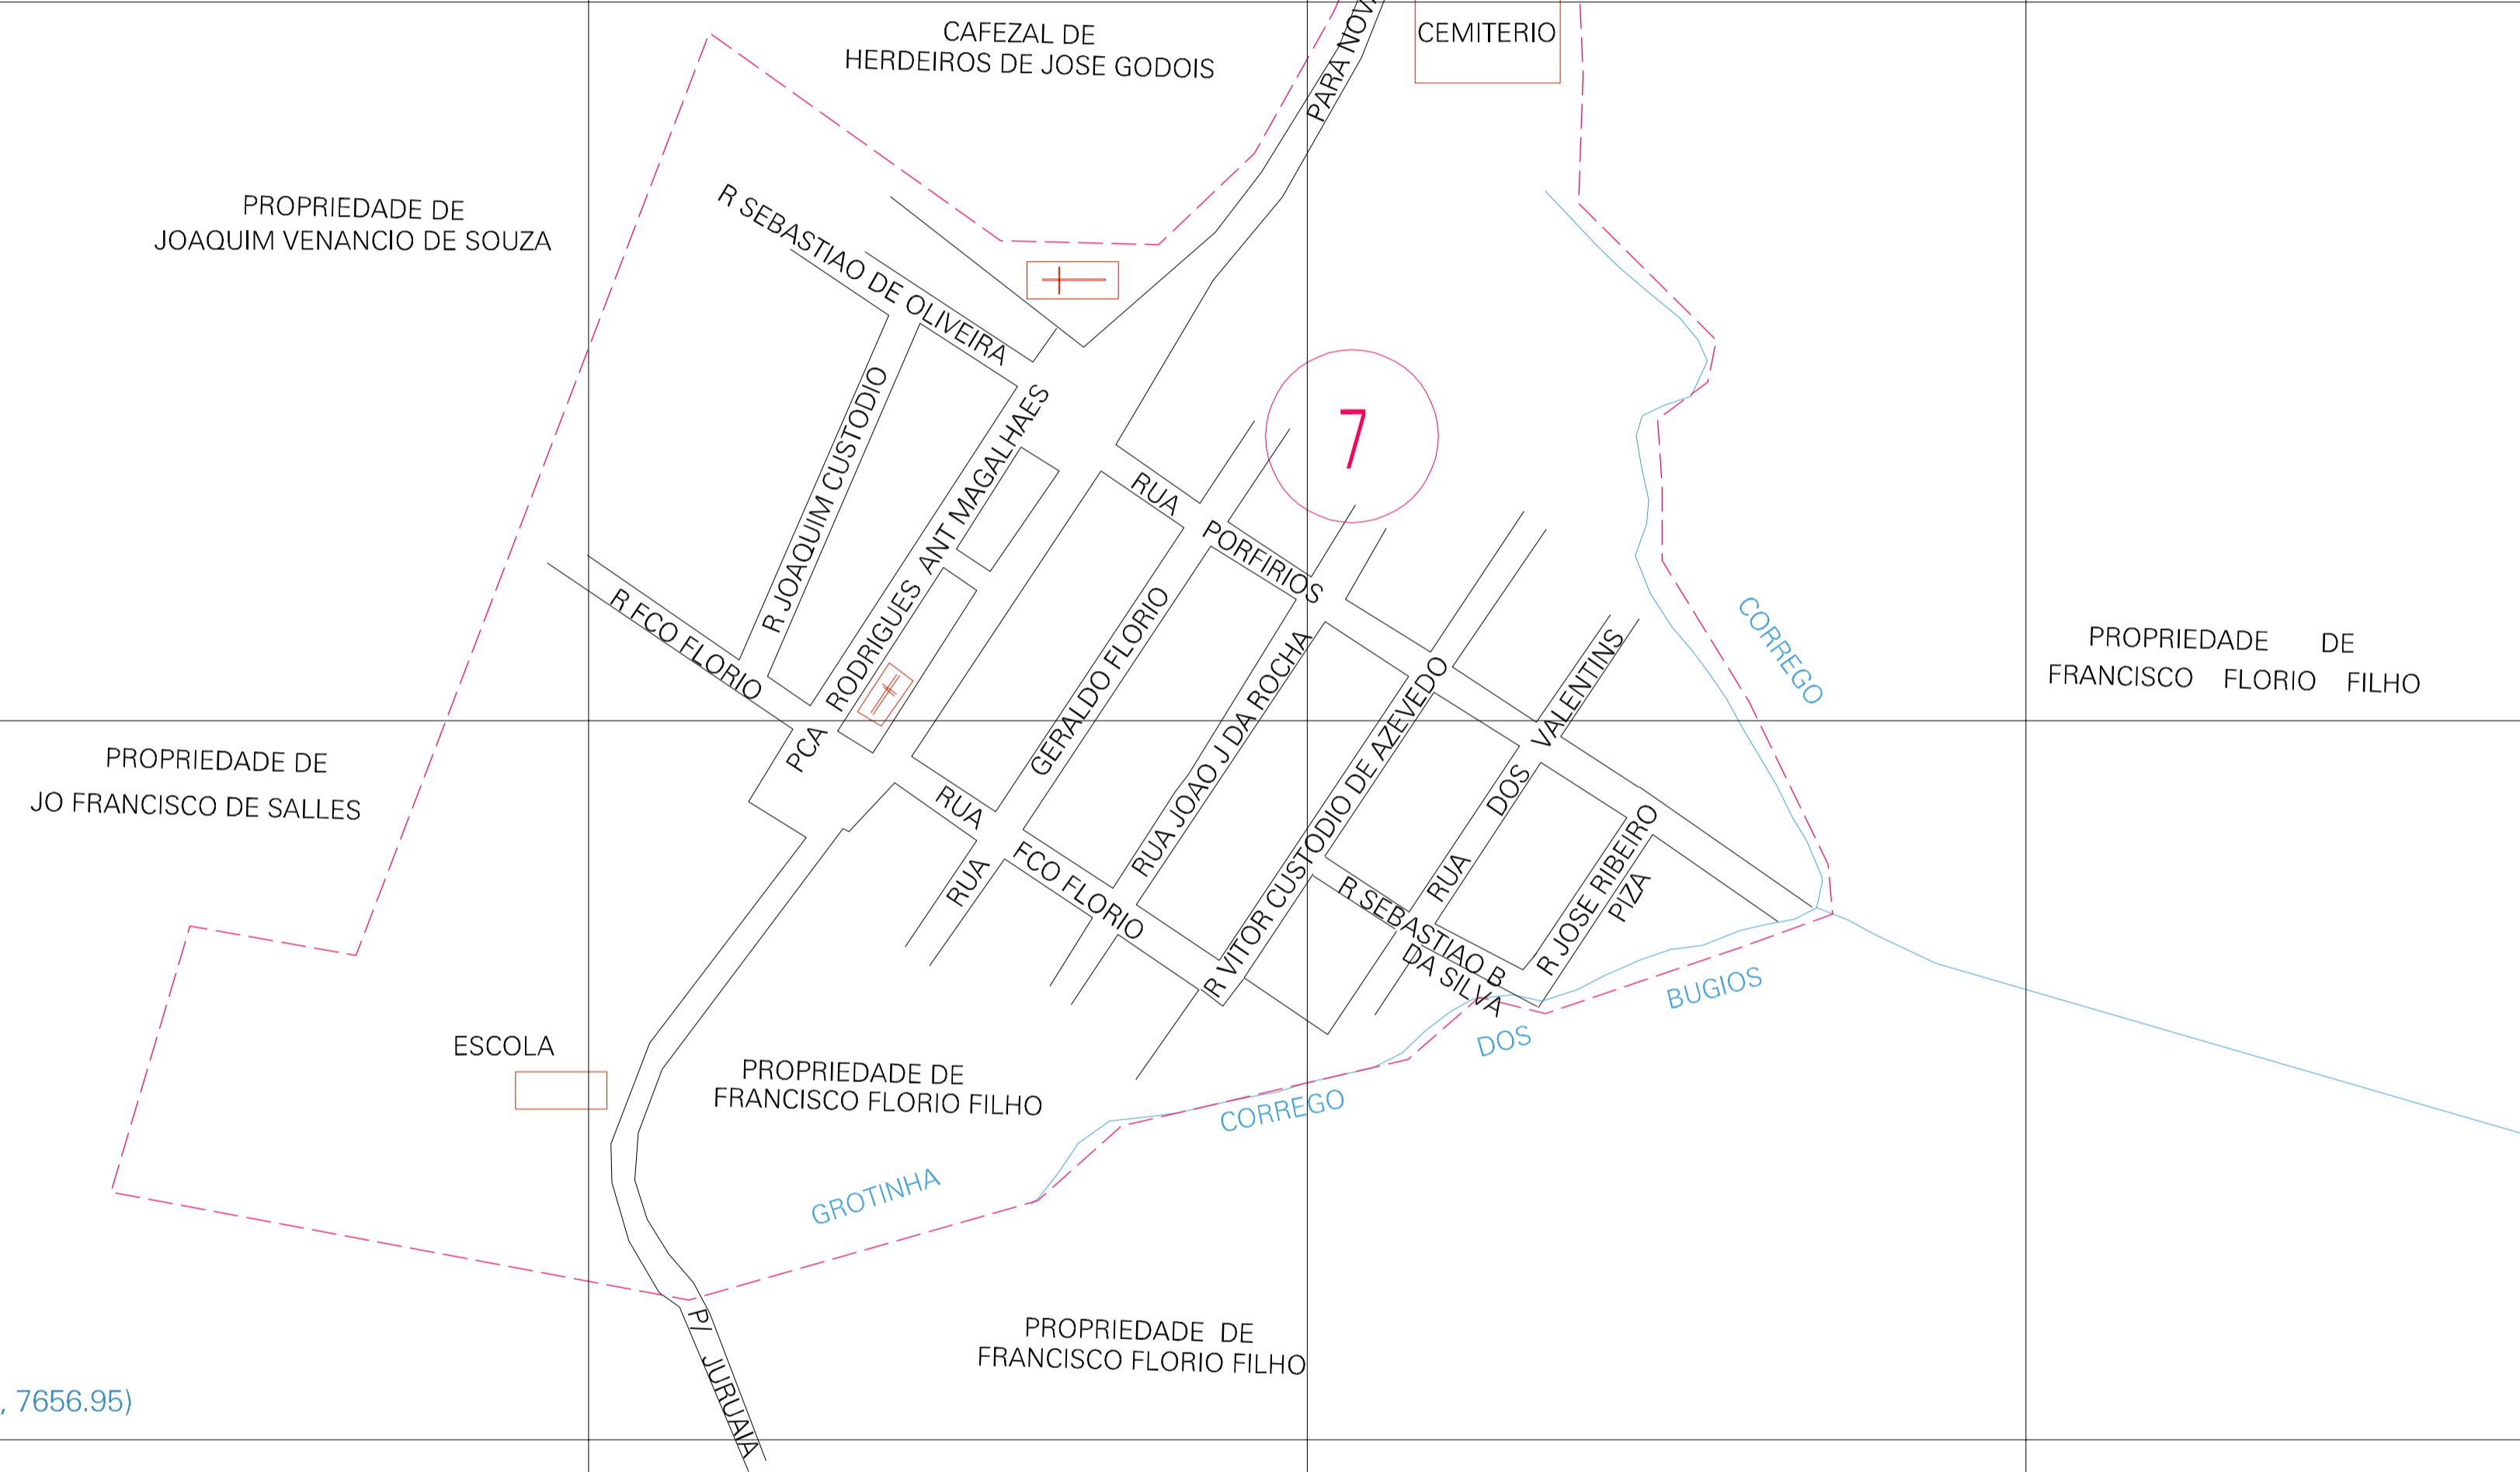 CAFEZAL DE
HERDEIROS DE JOSE GODOIS
CEMITERIO
PARA NOVA
PROPRIEDADE DE
JOAQUIM VENANCIO DE SOUZA
R SEBASTIAO DE OLIVEIRA
R JOAQUIM CUSTODIO
PCA RODRIGUES ANT MAGALHAES
7
RUA PORFIRIOS
R FCO FLORIO
GERALDO FLORIO
RUA
RUA JOAO J DA ROCHA
R VITOR CUSTODIO DE AZEVEDO
RUA DOS VALENTINS
CORREGO
PROPRIEDADE DE
FRANCISCO FLORIO FILHO
PROPRIEDADE DE
JO FRANCISCO DE SALLES
RUA FCO FLORIO
R SEBASTIAO B
DA SILVA
R JOSE RIBEIRO
PIZA
ESCOLA
PROPRIEDADE DE
FRANCISCO FLORIO FILHO
GROTINHA
CORREGO
DOS
BUGIOS
P/ JURUAIA
PROPRIEDADE DE
FRANCISCO FLORIO FILHO
, 7656.95)